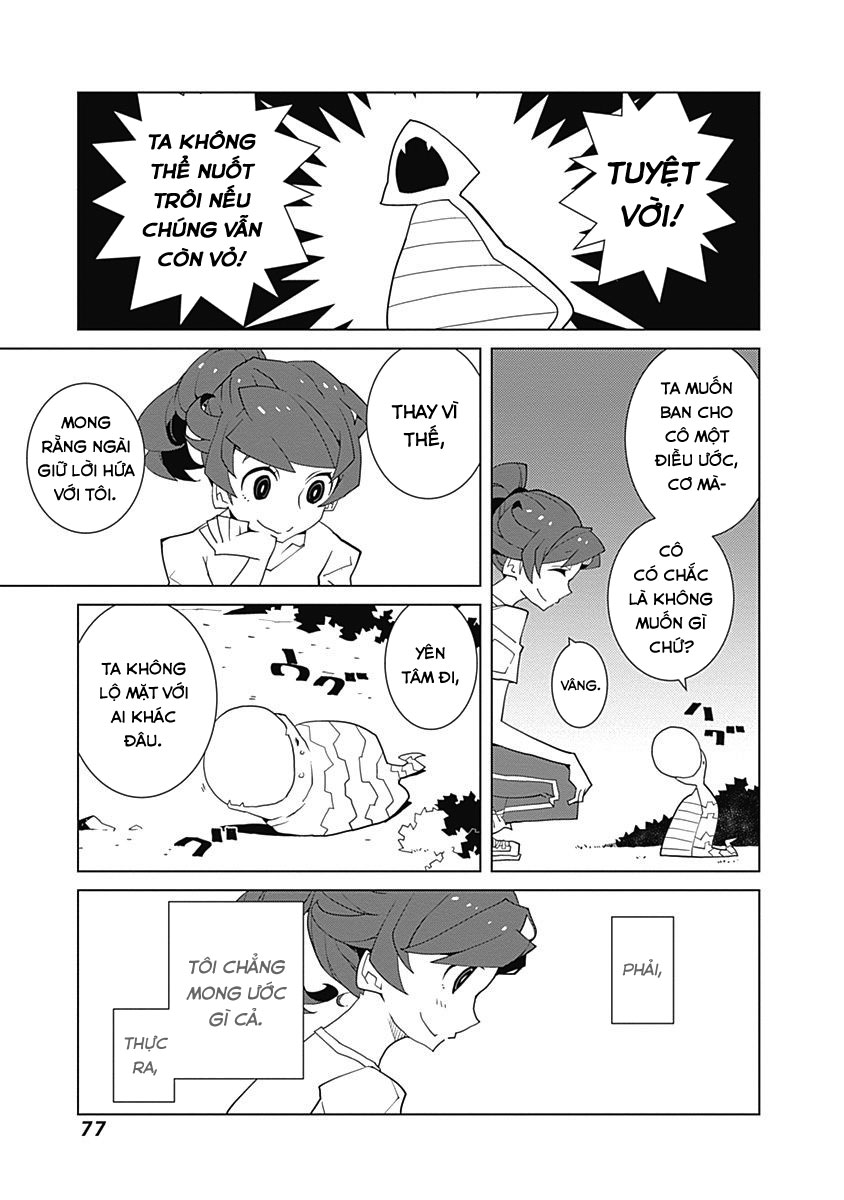 TUYỆT
VỜI!
TA KHÔNG
THỂ NUỐT
TRÔI NẾU
CHÚNG VẪN
CÒN VỎ!
TA MUỐN
BAN CHO
CÔ MỘT
ĐIỀU ƯỚC,
CƠ MÀ-
CÔ
CÓ CHẮC
LÀ KHÔNG
MUỐN GÌ
CHỨ?
VÂNG.
THAY VÌ
THẾ,
MONG
RẰNG NGÀI
GIỮ LỜI HỨA
VỚI TÔI.
YÊN
TÂM ĐI,
TA KHÔNG
LỘ MẶT VỚI
AI KHÁC
ĐÂU.
PHẢI,
TÔI CHẲNG
MONG ƯỚC
GÌ CẢ.
THỰC
RA,
77